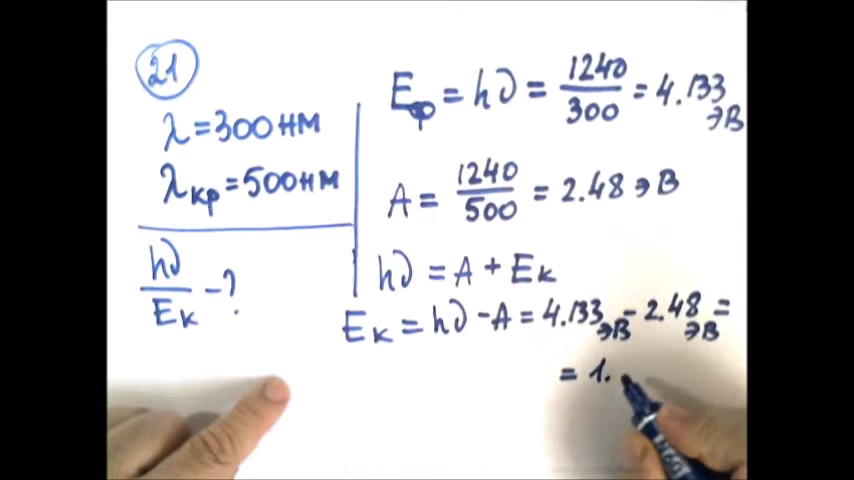 21
λ = 300 нм
λкр = 500 нм
hν/Eк - ?
Eф = hν = 1240/300 = 4.133 эВ
A = 1240/500 = 2.48 эВ
hν = A + Eк
Eк = hν - A = 4.133 эВ - 2.48 эВ =
= 1.